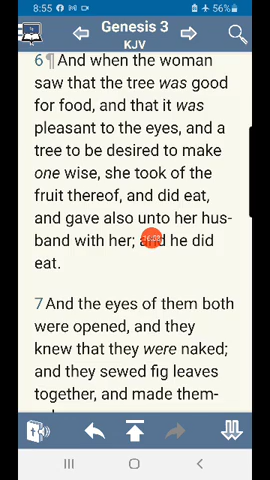 8:55
56%
Genesis 3
KJV
6 ¶ And when the woman
saw that the tree was good
for food, and that it was
pleasant to the eyes, and a
tree to be desired to make
one wise, she took of the
fruit thereof, and did eat,
and gave also unto her hus-
band with her; and he did
eat.
7 And the eyes of them both
were opened, and they
knew that they were naked;
and they sewed fig leaves
together, and made them-